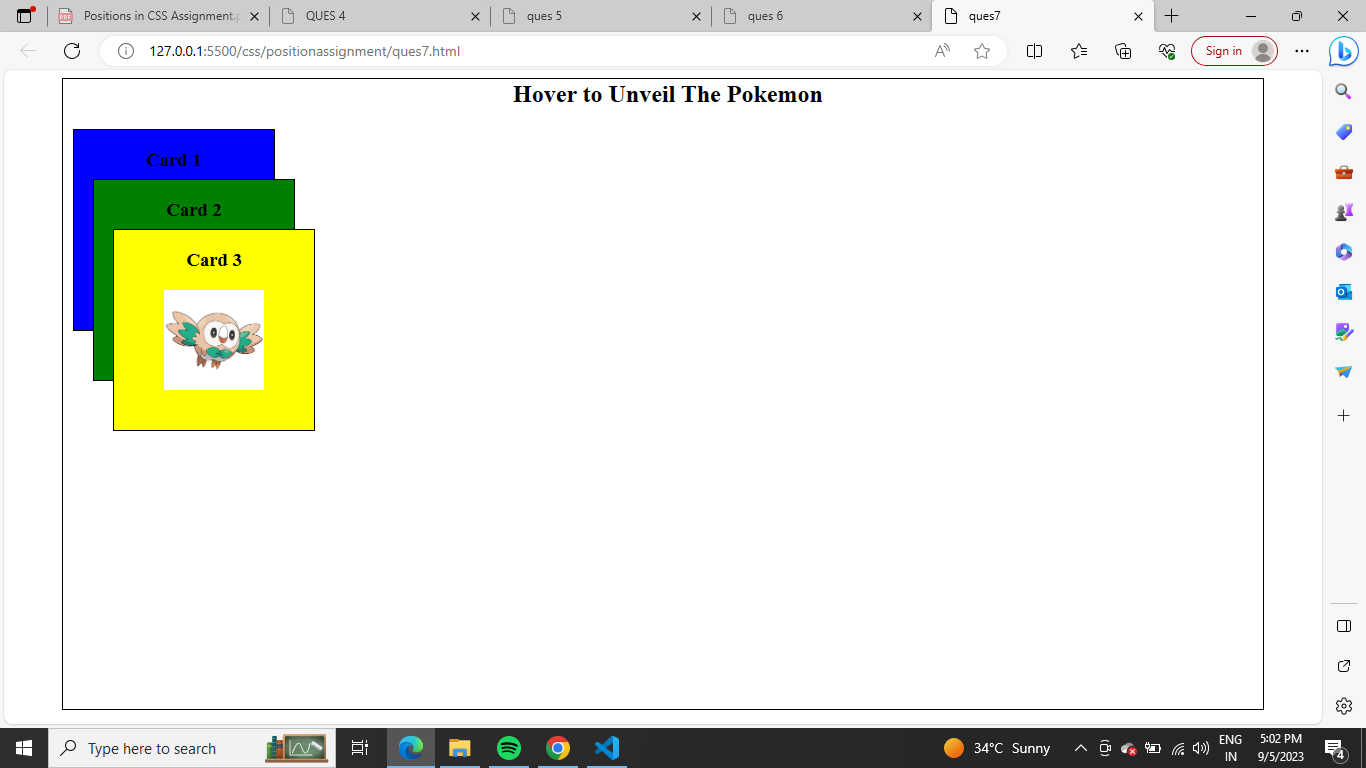 Positions in CSS Assignment.p
QUES 4
ques 5
ques 6
ques7
127.0.0.1:5500/css/positionassignment/ques7.html
Sign in
Hover to Unveil The Pokemon
Card 1
Card 2
Card 3
Type here to search
34°C Sunny
ENG
IN
5:02 PM
9/5/2023
4